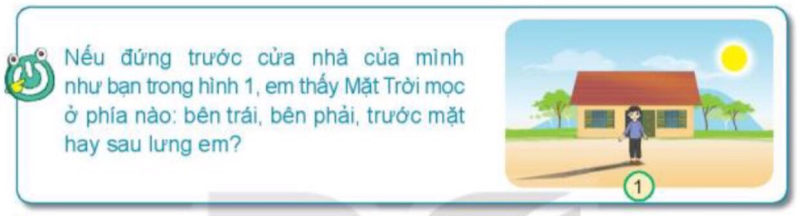 Nếu đứng trước cửa nhà của mình
như bạn trong hình 1, em thấy Mặt Trời mọc
ở phía nào: bên trái, bên phải, trước mặt
hay sau lưng em?
1